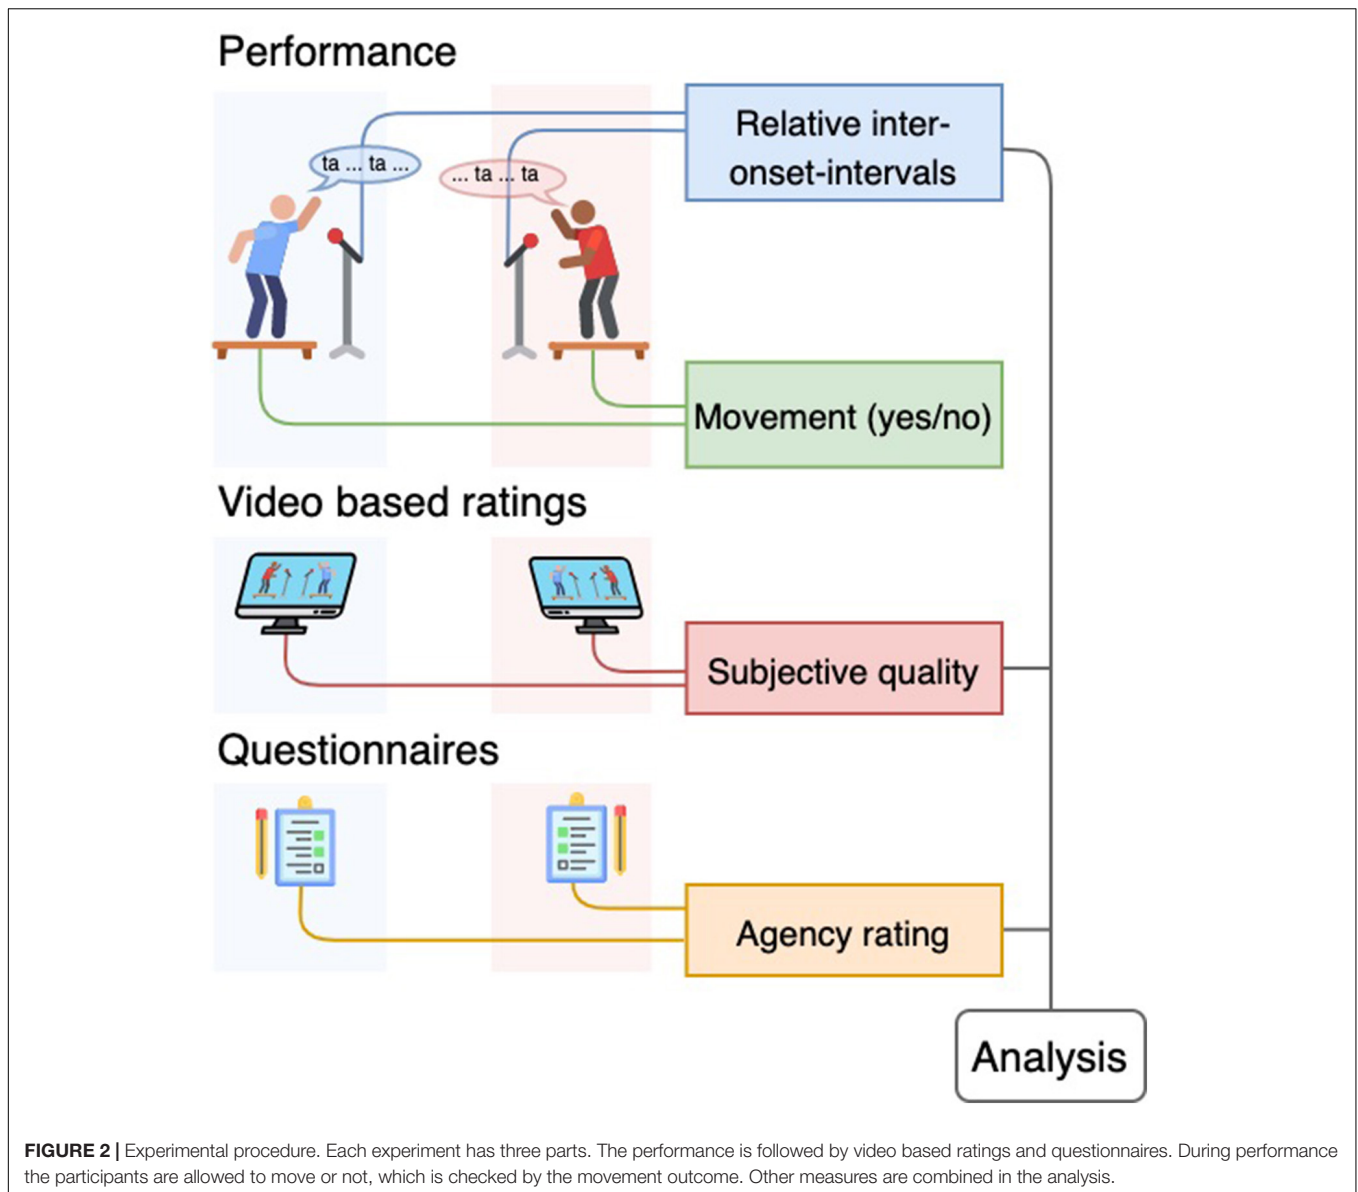 Performance
Relative inter-
onset-intervals
ta ... ta ...
... ta ... ta
Movement (yes/no)
Video based ratings
Subjective quality
Questionnaires
Agency rating
Analysis
FIGURE 2 | Experimental procedure. Each experiment has three parts. The performance is followed by video based ratings and questionnaires. During performance
the participants are allowed to move or not, which is checked by the movement outcome. Other measures are combined in the analysis.